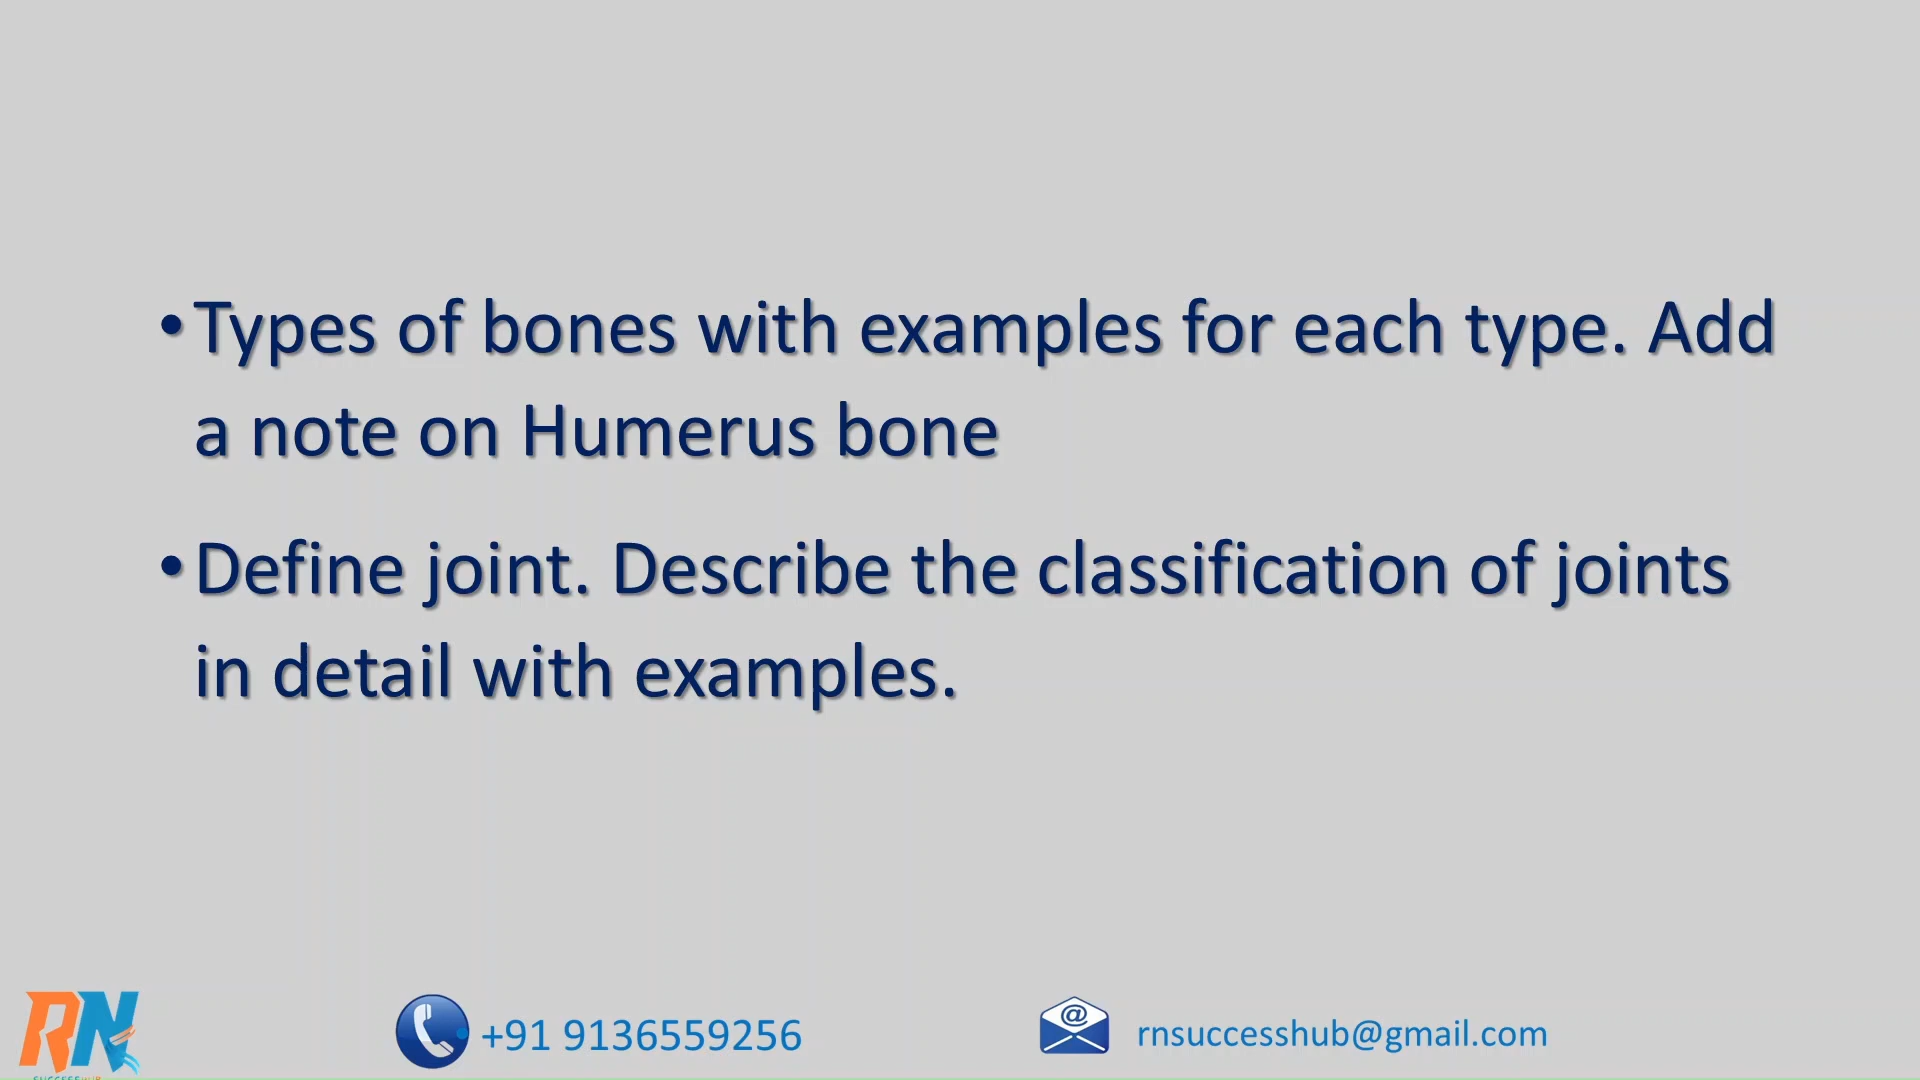 •Types of bones with examples for each type. Add
a note on Humerus bone
•Define joint. Describe the classification of joints
in detail with examples.
RN
+91 9136559256
@
rnsuccesshub@gmail.com